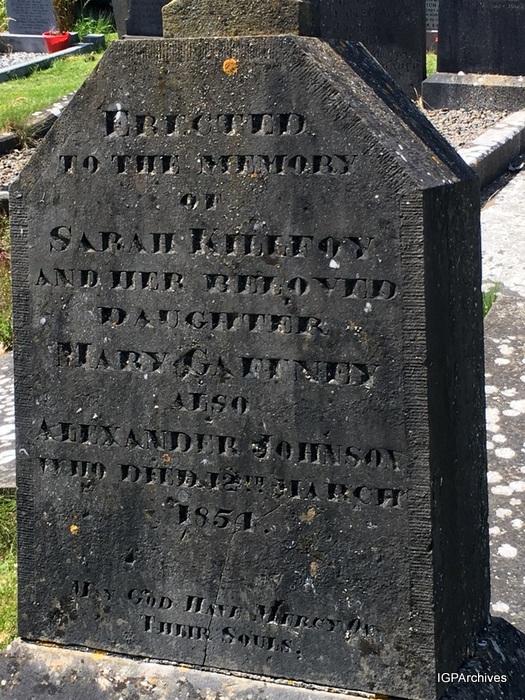 ERECTED
TO THE MEMORY
OF
SARAH KILLFOY
AND HER BELOVED
DAUGHTER
MARY GAFFNEY
ALSO
ALEXANDER JOHNSON
WHO DIED 12TH MARCH
1854.
MAY GOD HAVE MERCY ON
THEIR SOULS.
IGPArchives